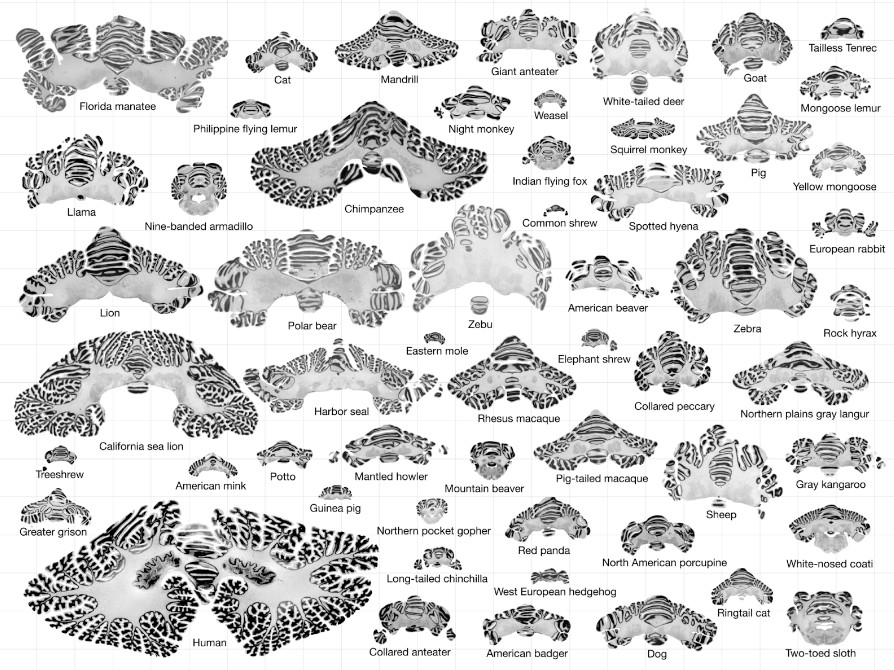 Florida manatee
Cat
Mandrill
Giant anteater
White-tailed deer
Goat
Tailless Tenrec
Philippine flying lemur
Night monkey
Weasel
Mongoose lemur
Squirrel monkey
Llama
Nine-banded armadillo
Chimpanzee
Indian flying fox
Pig
Yellow mongoose
Common shrew
Spotted hyena
European rabbit
Lion
Polar bear
Zebu
American beaver
Zebra
Rock hyrax
Eastern mole
Elephant shrew
California sea lion
Harbor seal
Rhesus macaque
Collared peccary
Northern plains gray langur
Treeshrew
American mink
Potto
Mantled howler
Mountain beaver
Pig-tailed macaque
Sheep
Gray kangaroo
Greater grison
Guinea pig
Northern pocket gopher
Red panda
North American porcupine
White-nosed coati
Human
Long-tailed chinchilla
West European hedgehog
Ringtail cat
Collared anteater
American badger
Dog
Two-toed sloth